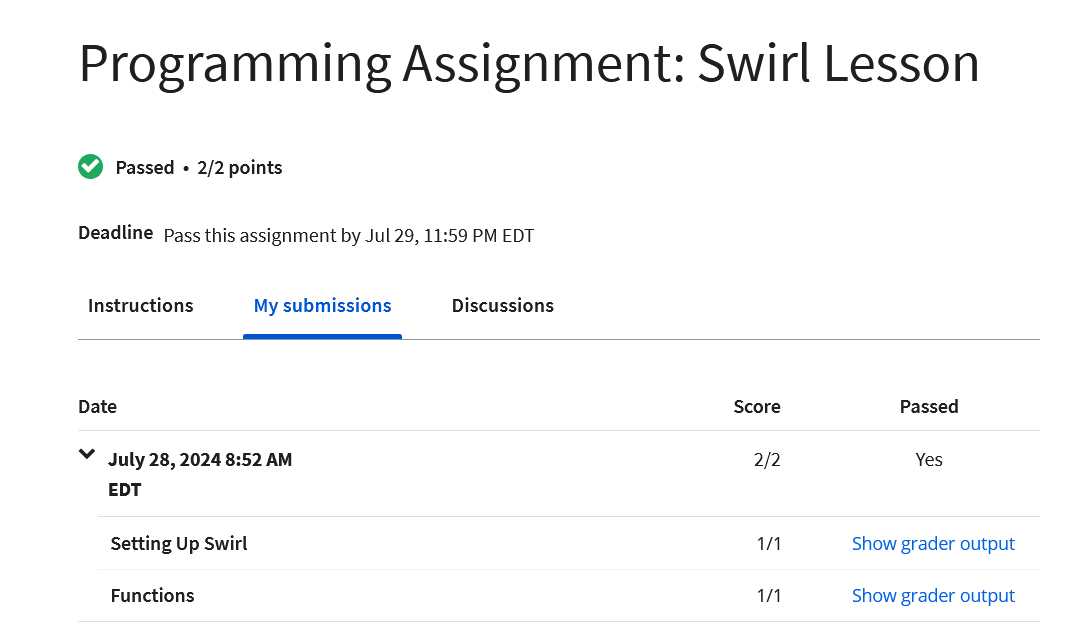 Programming Assignment: Swirl Lesson
Passed • 2/2 points
Deadline Pass this assignment by Jul 29, 11:59 PM EDT
Instructions My submissions Discussions
Date Score Passed
July 28, 2024 8:52 AM 2/2 Yes
EDT
Setting Up Swirl 1/1 Show grader output
Functions 1/1 Show grader output